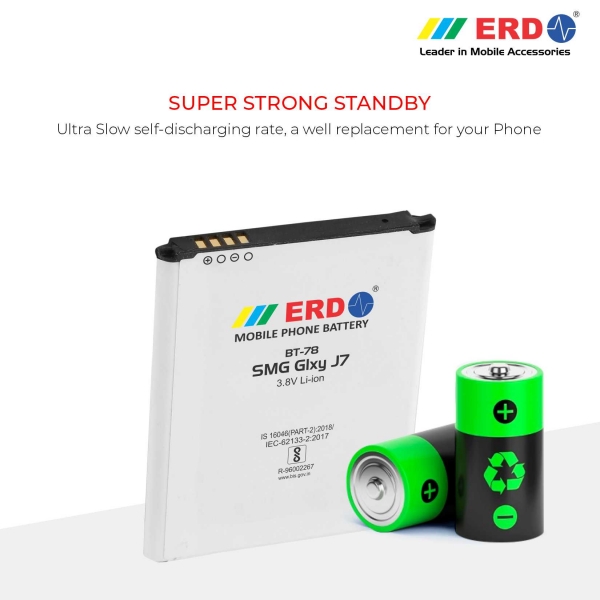 ERD®
Leader in Mobile Accessories
SUPER STRONG STANDBY
Ultra Slow self-discharging rate, a well replacement for your Phone
ERD®
MOBILE PHONE BATTERY
BT-78
SMG Glxy J7
3.8V Li-ion
IS 16046(PART-2):2018/
IEC-62133-2:2017
R-96002267
www.bis.gov.in